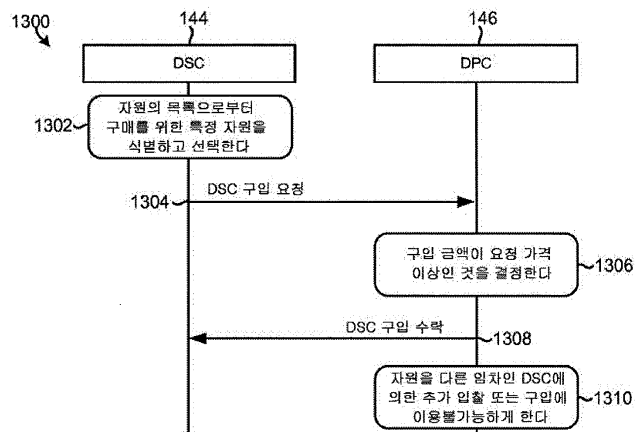 1300
144
146
DSC
DPC
1302
자원의 목록으로부터
구매를 위한 특정 자원을
식별하고 선택한다
1304
DSC 구입 요청
구입 금액이 요청 가격
이상인 것을 결정한다
1306
DSC 구입 수락
1308
자원을 다른 임차인 DSC에
의한 추가 입찰 또는 구입에
이용불가능하게 한다
1310